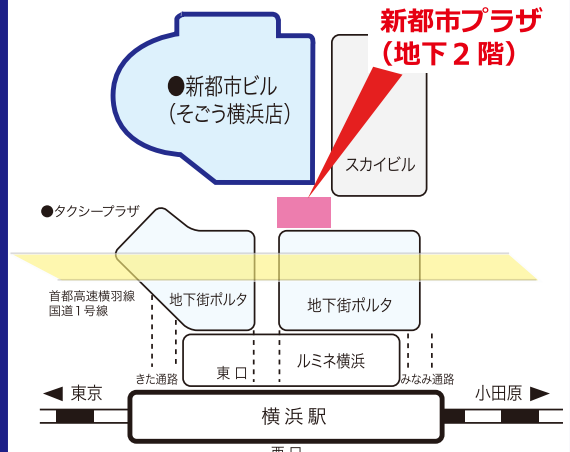 新都市プラザ
（地下２階）
●新都市ビル
（そごう横浜店）
スカイビル
●タクシープラザ
首都高速横羽線
国道1号線
地下街ポルタ
地下街ポルタ
きた通路
東口
ルミネ横浜
みなみ通路
東京
小田原
横浜駅
西口